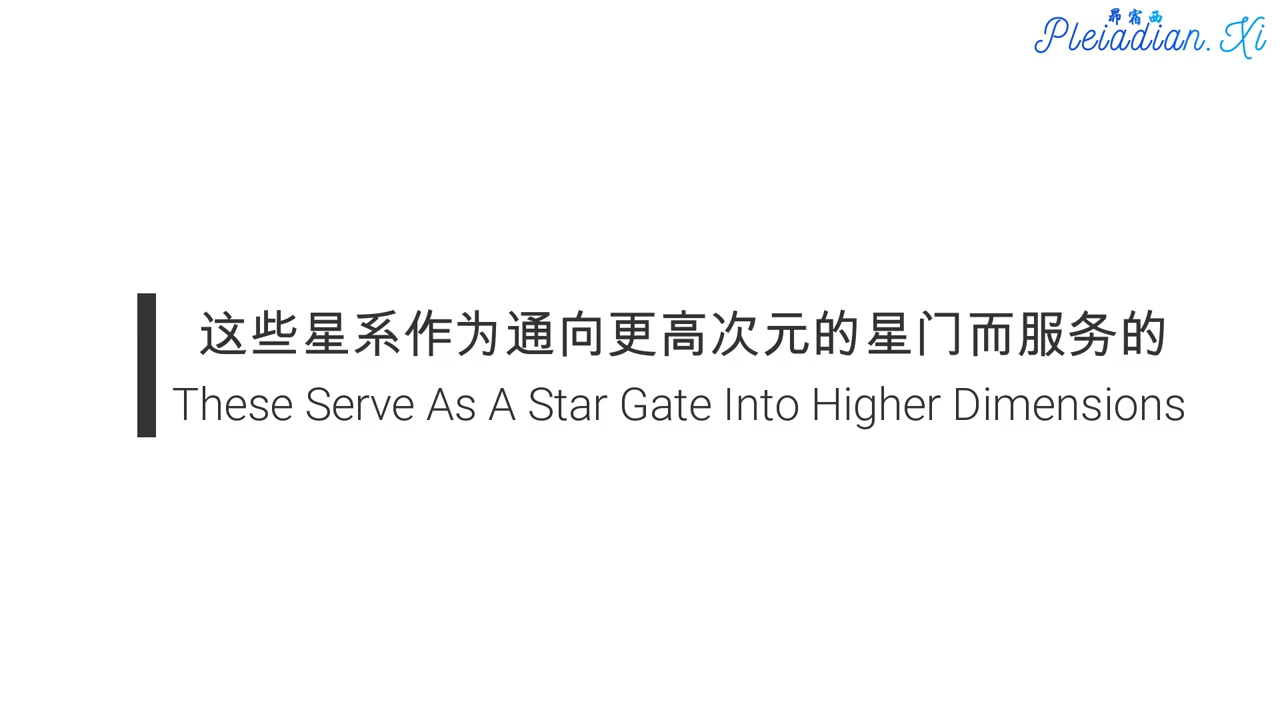 昴宿西
Pleiadian.Xi
这些星系作为通向更高次元的星门而服务的
These Serve As A Star Gate Into Higher Dimensions